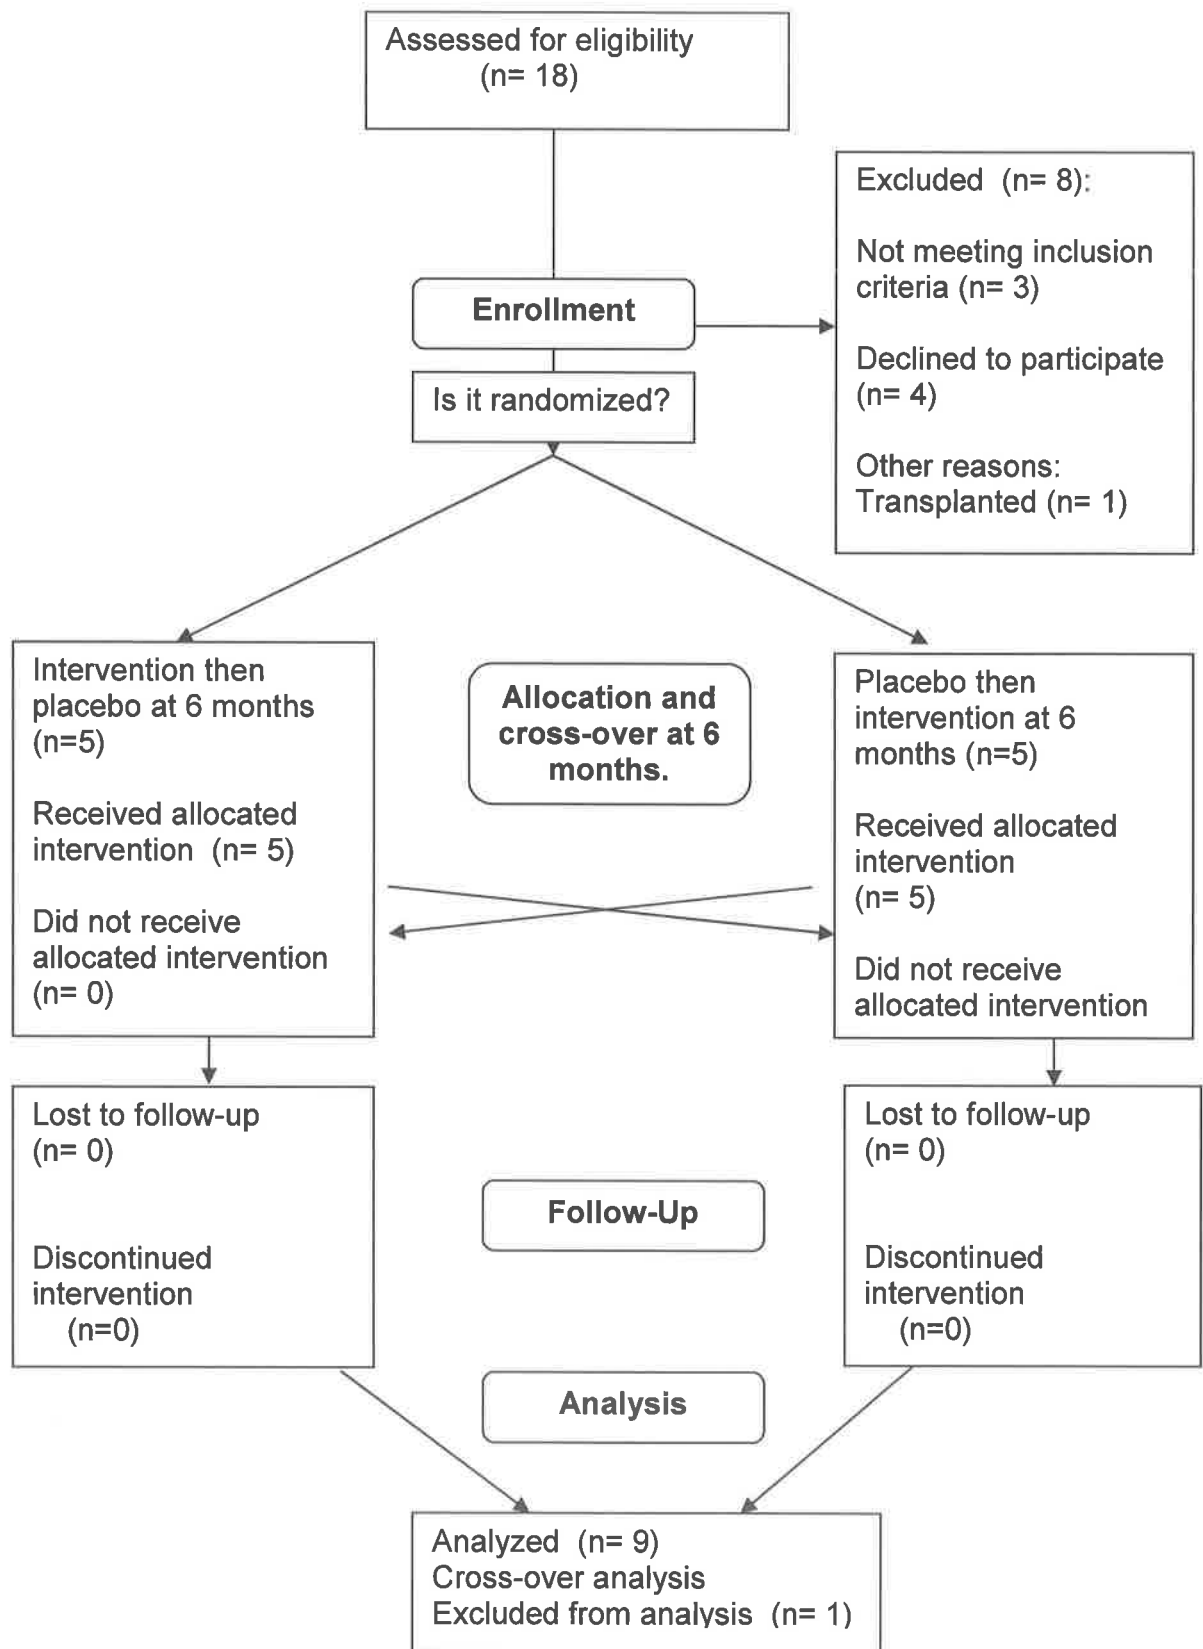 Assessed for eligibility
(n= 18)
Excluded (n= 8):
Not meeting inclusion
criteria (n= 3)
Declined to participate
(n= 4)
Other reasons:
Transplanted (n= 1)
Enrollment
Is it randomized?
Intervention then
placebo at 6 months
(n=5)
Received allocated
intervention (n= 5)
Did not receive
allocated intervention
(n= 0)
Allocation and
cross-over at 6
months.
Placebo then
intervention at 6
months (n=5)
Received allocated
intervention
(n= 5)
Did not receive
allocated intervention
Lost to follow-up
(n= 0)
Discontinued
intervention
(n=0)
Follow-Up
Lost to follow-up
(n= 0)
Discontinued
intervention
(n=0)
Analysis
Analyzed (n= 9)
Cross-over analysis
Excluded from analysis (n= 1)